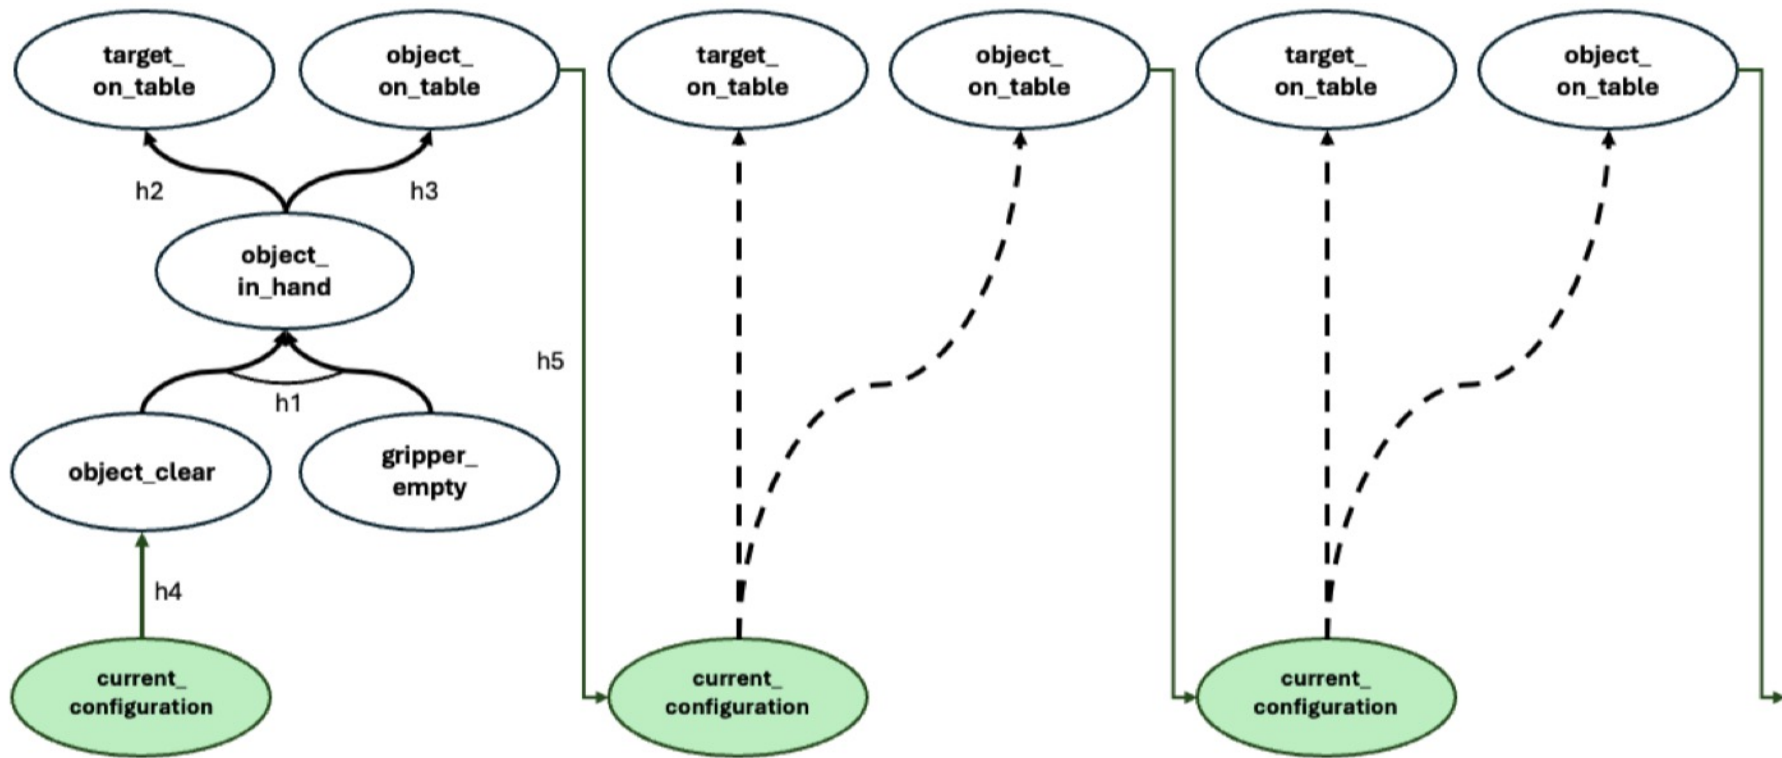 target_
on_table
object_
on_table
target_
on_table
object_
on_table
target_
on_table
object_
on_table
h2
h3
object_
in_hand
h5
h1
object_clear
gripper_
empty
h4
current_
configuration
current_
configuration
current_
configuration